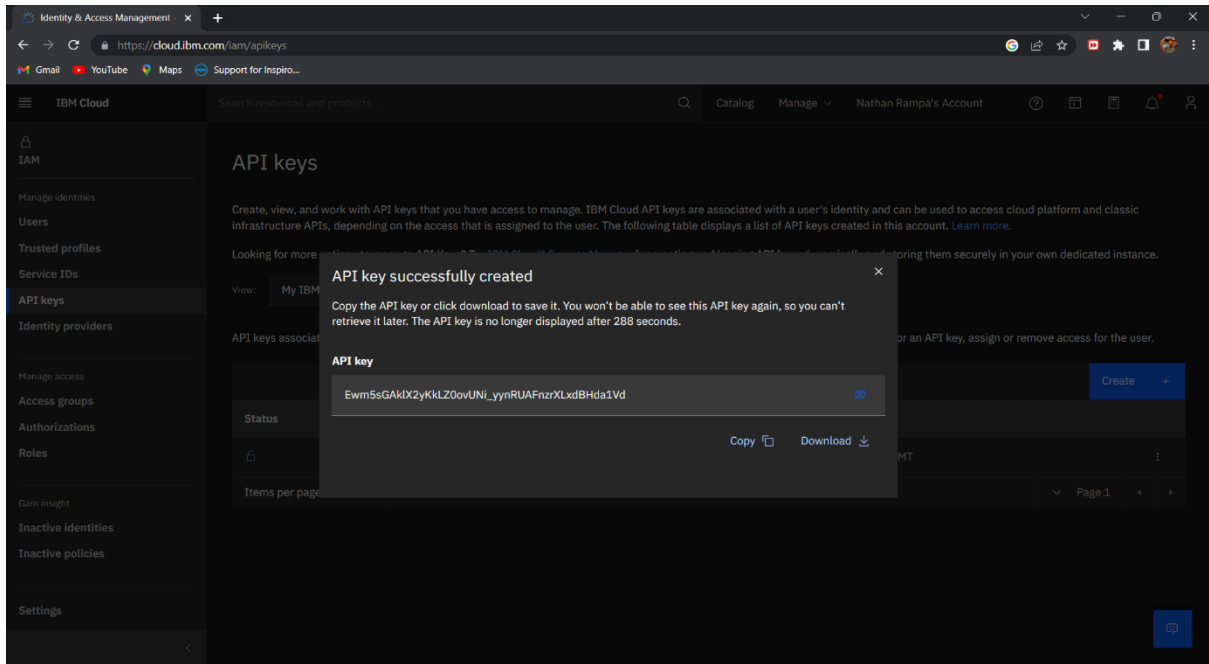 Identity & Access Management
https://cloud.ibm.com/iam/apikeys
Gmail YouTube Maps Support for Inspiro...
IBM Cloud Search resources and products... Catalog Manage Nathan Rampa's Account
IAM
Manage identities
Users
Trusted profiles
Service IDs
API keys
Identity providers
Manage access
Access groups
Authorizations
Roles
Gain insight
Inactive identities
Inactive policies
Settings
API keys
Create, view, and work with API keys that you have access to manage. IBM Cloud API keys are associated with a user's identity and can be used to access cloud platform and classic
infrastructure APIs, depending on the access that is assigned to the user. The following table displays a list of API keys created in this account. Learn more.
Looking for more storing them securely in your own dedicated instance.
View: My IBM
API keys associat or an API key, assign or remove access for the user.
Create +
Status
MT
Items per page Page 1
API key successfully created
Copy the API key or click download to save it. You won't be able to see this API key again, so you can't
retrieve it later. The API key is no longer displayed after 288 seconds.
API key
Ewm5sGAklX2yKkLZ0ovUNi_yynRUAFnzrXLxdBHda1Vd
Copy Download